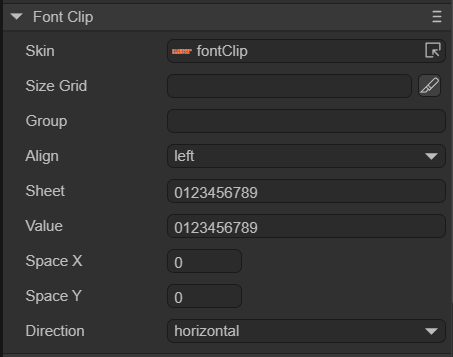 Font Clip
Skin fontClip
Size Grid
Group
Align left
Sheet 0123456789
Value 0123456789
Space X 0
Space Y 0
Direction horizontal